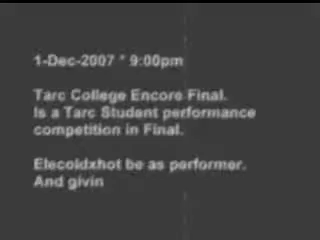 1-Dec-2007 * 9:00pm
Tarc College Encore Final.
Is a Tarc Student performance
competition in Final.
Elecoldxhot be as performer.
And givin